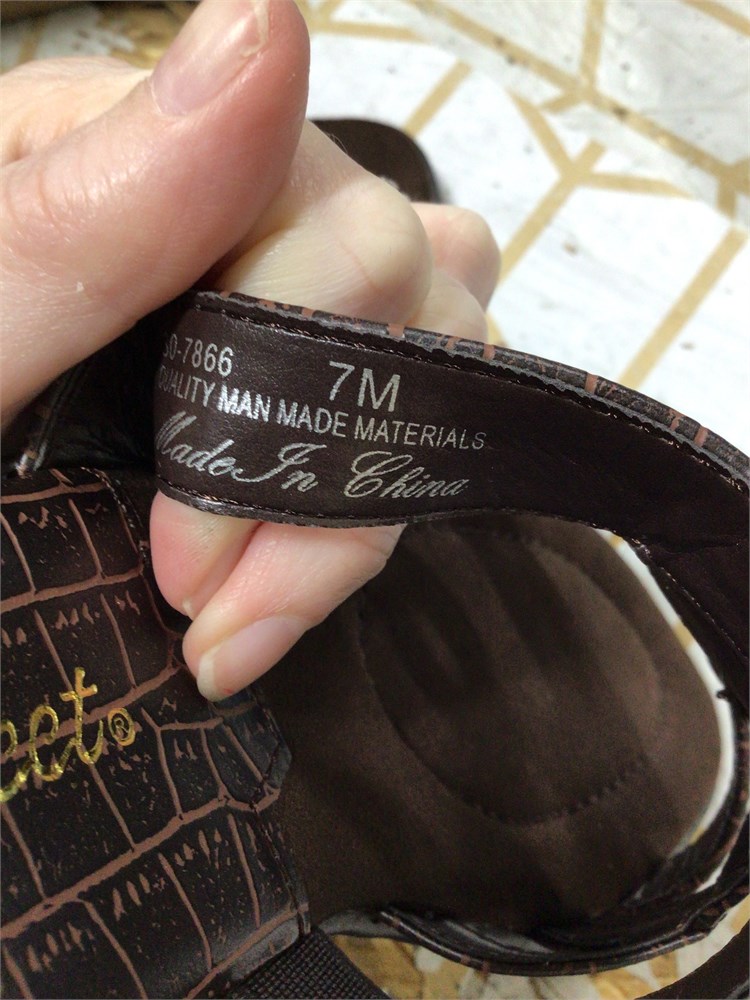 0-7866
7M
QUALITY MAN MADE MATERIALS
Made In China
eet®